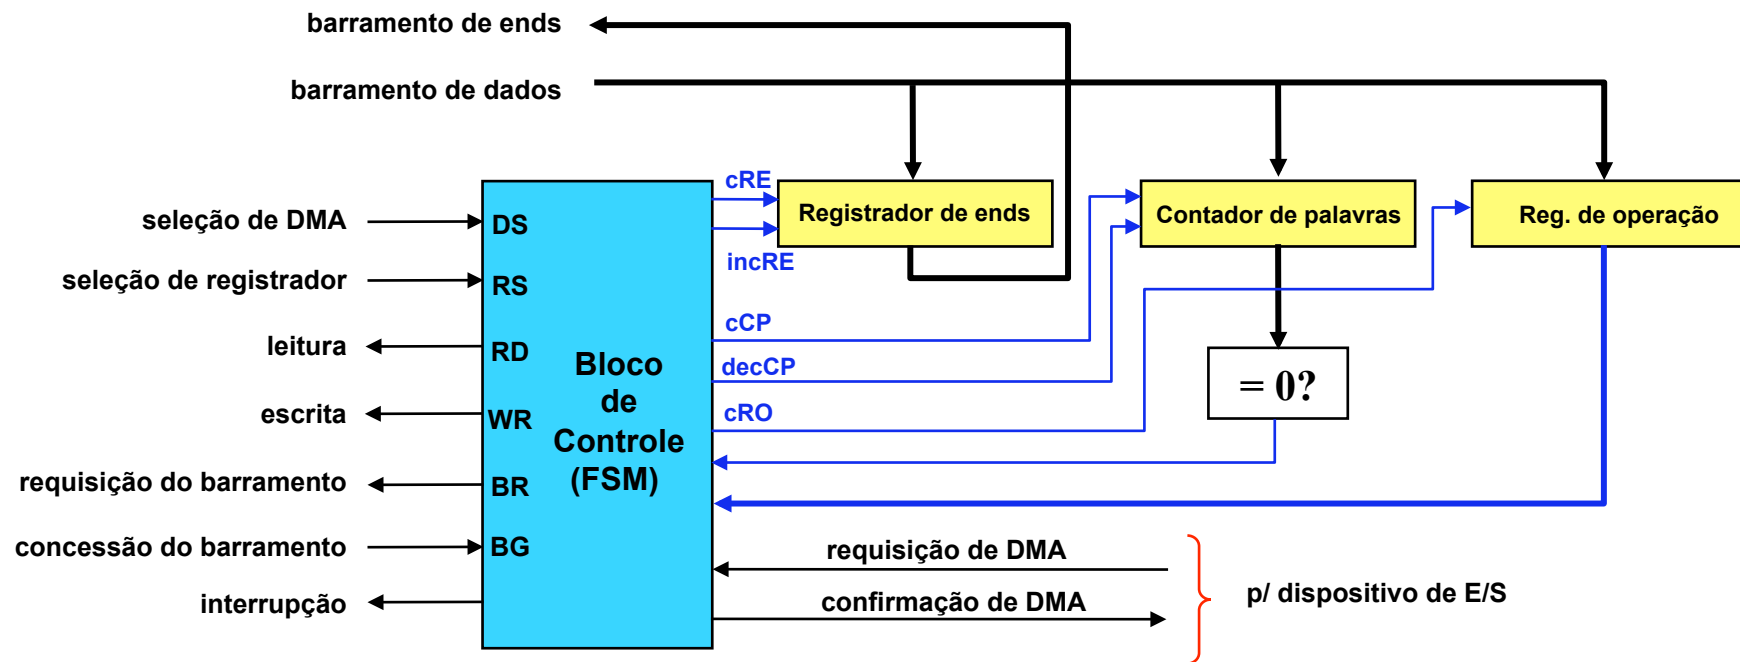 barramento de ends
barramento de dados
cRE
Registrador de ends
Contador de palavras
Reg. de operação
seleção de DMA
DS
incRE
seleção de registrador
RS
cCP
leitura
RD
Bloco
de
Controle
(FSM)
decCP
= 0?
escrita
WR
cRO
requisição do barramento
BR
concessão do barramento
BG
requisição de DMA
interrupção
confirmação de DMA
p/ dispositivo de E/S